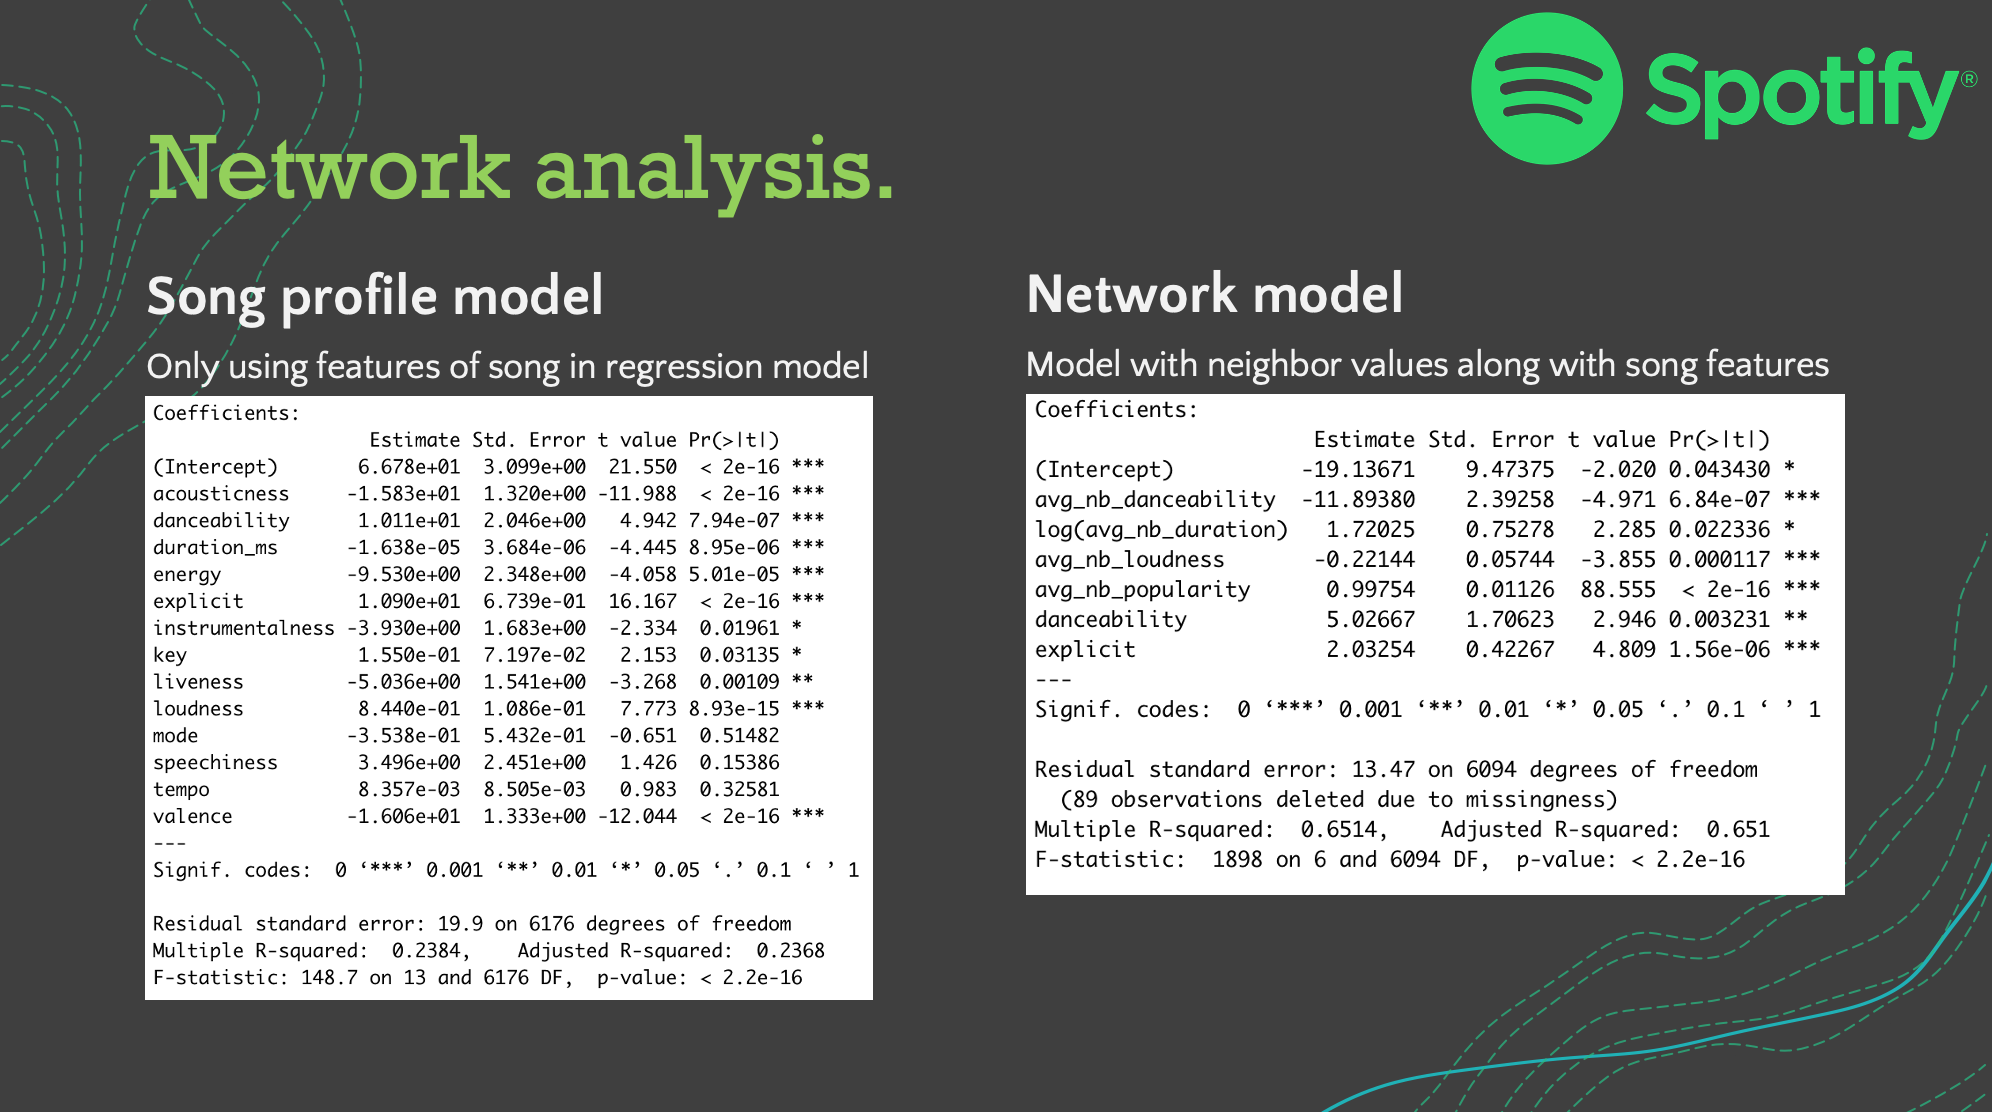 Spotify®
Network analysis.
Song profile model
Only using features of song in regression model
Coefficients:
                  Estimate Std. Error t value Pr(>|t|)
(Intercept)       6.678e+01  3.099e+00  21.550  < 2e-16 ***
acousticness     -1.583e+01  1.320e+00 -11.988  < 2e-16 ***
danceability      1.011e+01  2.046e+00   4.942 7.94e-07 ***
duration_ms      -1.638e-05  3.684e-06  -4.445 8.95e-06 ***
energy           -9.530e+00  2.348e+00  -4.058 5.01e-05 ***
explicit          1.090e+01  6.739e-01  16.167  < 2e-16 ***
instrumentalness -3.930e+00  1.683e+00  -2.334  0.01961 *
key               1.550e-01  7.197e-02   2.153  0.03135 *
liveness         -5.036e+00  1.541e+00  -3.268  0.00109 **
loudness          8.440e-01  1.086e-01   7.773 8.93e-15 ***
mode             -3.538e-01  5.432e-01  -0.651  0.51482
speechiness       3.496e+00  2.451e+00   1.426  0.15386
tempo             8.357e-03  8.505e-03   0.983  0.32581
valence          -1.606e+01  1.333e+00 -12.044  < 2e-16 ***
---
Signif. codes:  0 ‘***’ 0.001 ‘**’ 0.01 ‘*’ 0.05 ‘.’ 0.1 ‘ ’ 1
Residual standard error: 19.9 on 6176 degrees of freedom
Multiple R-squared:  0.2384,    Adjusted R-squared:  0.2368
F-statistic: 148.7 on 13 and 6176 DF,  p-value: < 2.2e-16
Network model
Model with neighbor values along with song features
Coefficients:
                      Estimate Std. Error t value Pr(>|t|)
(Intercept)          -19.13671    9.47375  -2.020 0.043430 *
avg_nb_danceability  -11.89380    2.39258  -4.971 6.84e-07 ***
log(avg_nb_duration)   1.72025    0.75278   2.285 0.022336 *
avg_nb_loudness       -0.22144    0.05744  -3.855 0.000117 ***
avg_nb_popularity      0.99754    0.01126  88.555  < 2e-16 ***
danceability           5.02667    1.70623   2.946 0.003231 **
explicit               2.03254    0.42267   4.809 1.56e-06 ***
---
Signif. codes:  0 ‘***’ 0.001 ‘**’ 0.01 ‘*’ 0.05 ‘.’ 0.1 ‘ ’ 1
Residual standard error: 13.47 on 6094 degrees of freedom
  (89 observations deleted due to missingness)
Multiple R-squared:  0.6514,    Adjusted R-squared:  0.651
F-statistic:  1898 on 6 and 6094 DF,  p-value: < 2.2e-16